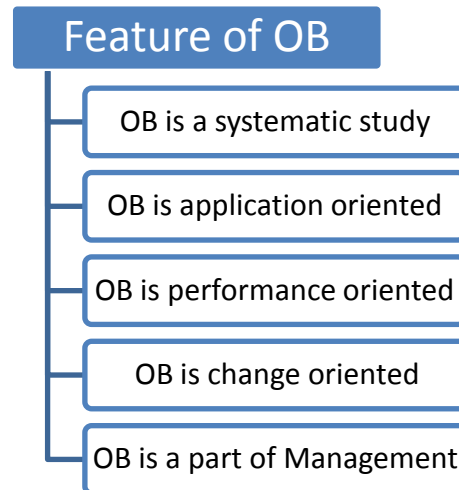 Feature of OB
OB is a systematic study
OB is application oriented
OB is performance oriented
OB is change oriented
OB is a part of Management